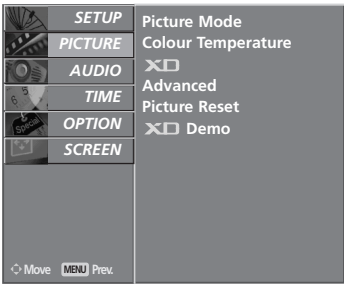 SETUP
PICTURE
AUDIO
TIME
OPTION
SCREEN
Picture Mode
Colour Temperature
XD
Advanced
Picture Reset
XD Demo
Move MENU Prev.